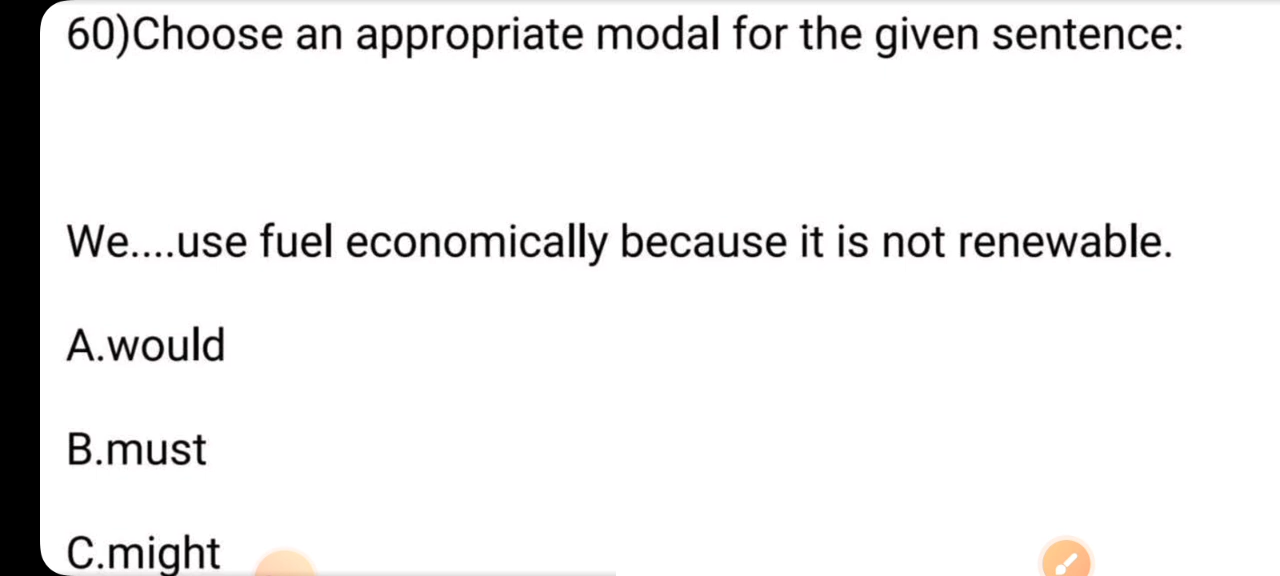 60)Choose an appropriate modal for the given sentence:
We....use fuel economically because it is not renewable.
A.would
B.must
C.might